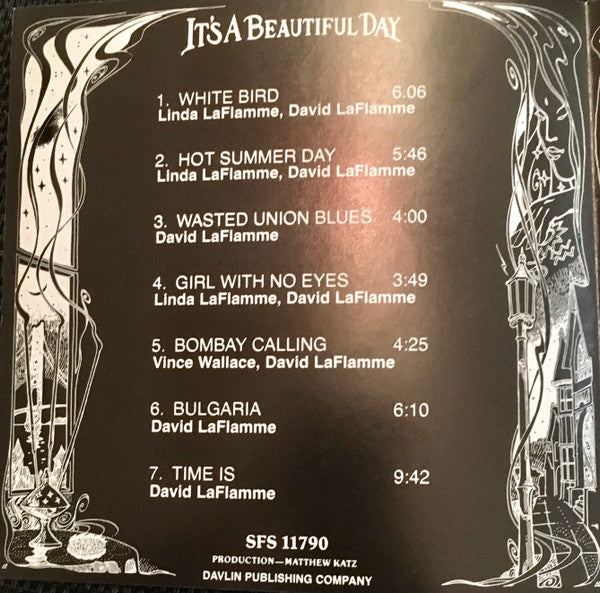 IT'S A BEAUTIFUL DAY
1. WHITE BIRD 6.06
Linda LaFlamme, David LaFlamme
2. HOT SUMMER DAY 5:46
Linda LaFlamme, David LaFlamme
3. WASTED UNION BLUES 4:00
David LaFlamme
4. GIRL WITH NO EYES 3:49
Linda LaFlamme, David LaFlamme
5. BOMBAY CALLING 4:25
Vince Wallace, David LaFlamme
6. BULGARIA 6:10
David LaFlamme
7. TIME IS 9:42
David LaFlamme
SFS 11790
PRODUCTION—MATTHEW KATZ
DAVLIN PUBLISHING COMPANY